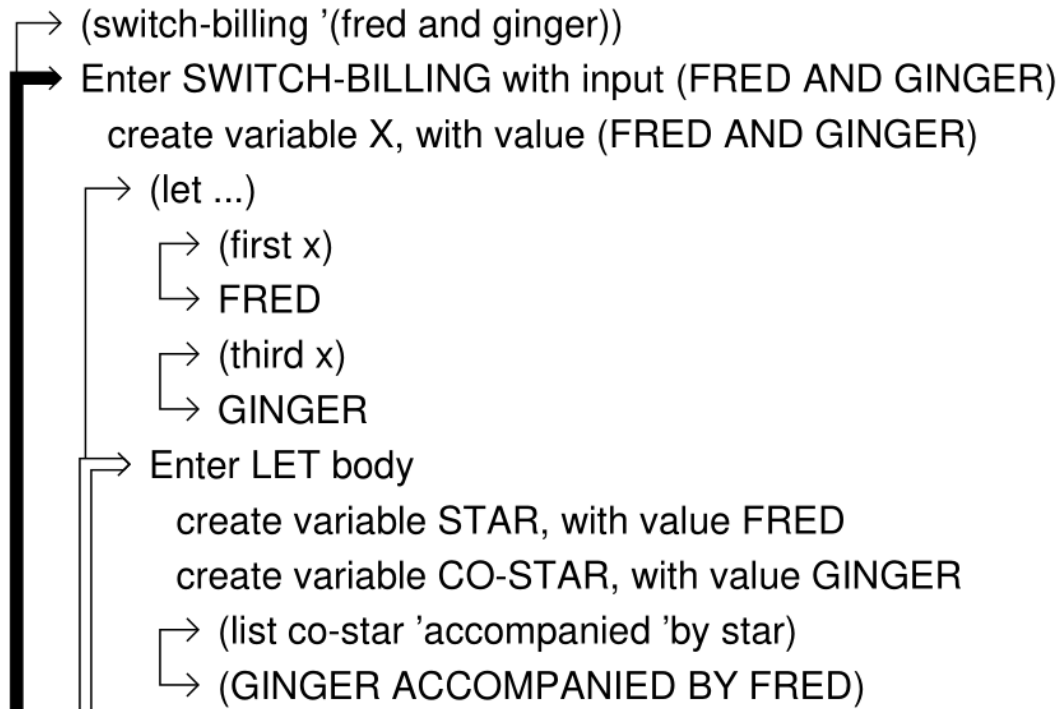 (switch-billing '(fred and ginger))
Enter SWITCH-BILLING with input (FRED AND GINGER)
create variable X, with value (FRED AND GINGER)
(let ...)
(first x)
FRED
(third x)
GINGER
Enter LET body
create variable STAR, with value FRED
create variable CO-STAR, with value GINGER
(list co-star 'accompanied 'by star)
(GINGER ACCOMPANIED BY FRED)